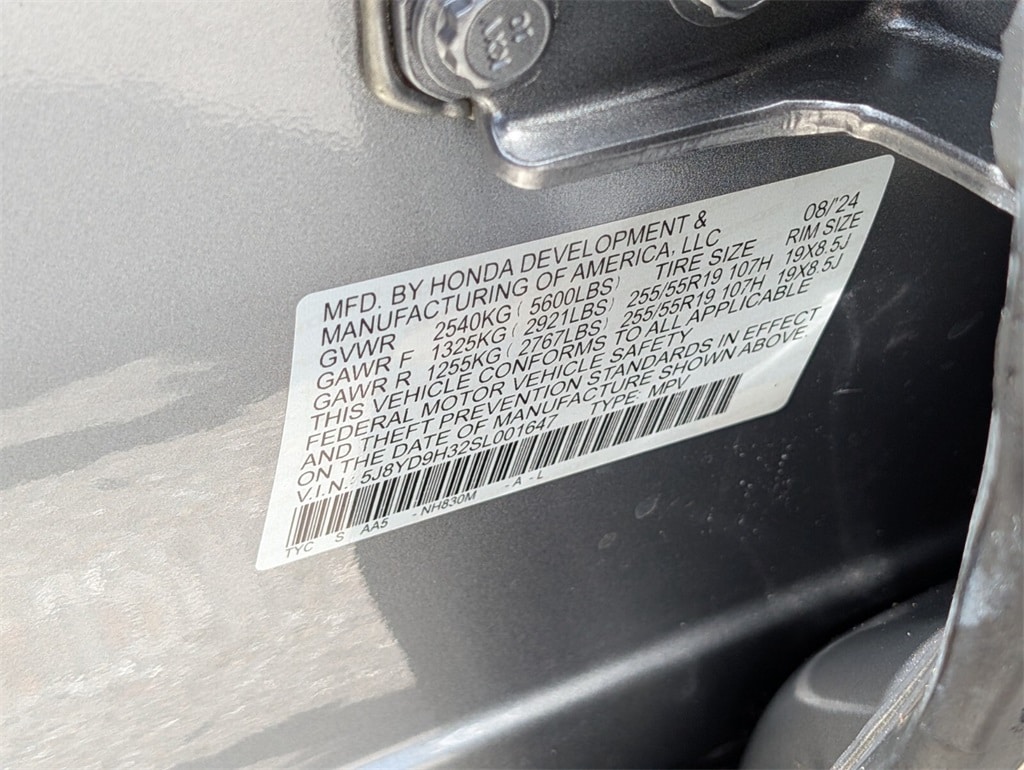 10
KAI
MFD. BY HONDA DEVELOPMENT & 08/'24
MANUFACTURING OF AMERICA, LLC
GVWR 2540KG ( 5600LBS) TIRE SIZE RIM SIZE
GAWR F 1325KG ( 2921LBS) 255/55R19 107H 19X8.5J
GAWR R 1255KG ( 2767LBS) 255/55R19 107H 19X8.5J
THIS VEHICLE CONFORMS TO ALL APPLICABLE
FEDERAL MOTOR VEHICLE SAFETY
AND THEFT PREVENTION STANDARDS IN EFFECT
ON THE DATE OF MANUFACTURE SHOWN ABOVE.
V.I.N.: 5J8YD9H32SL001647 TYPE: MPV
TYC S AA5 - NH830M - A - L